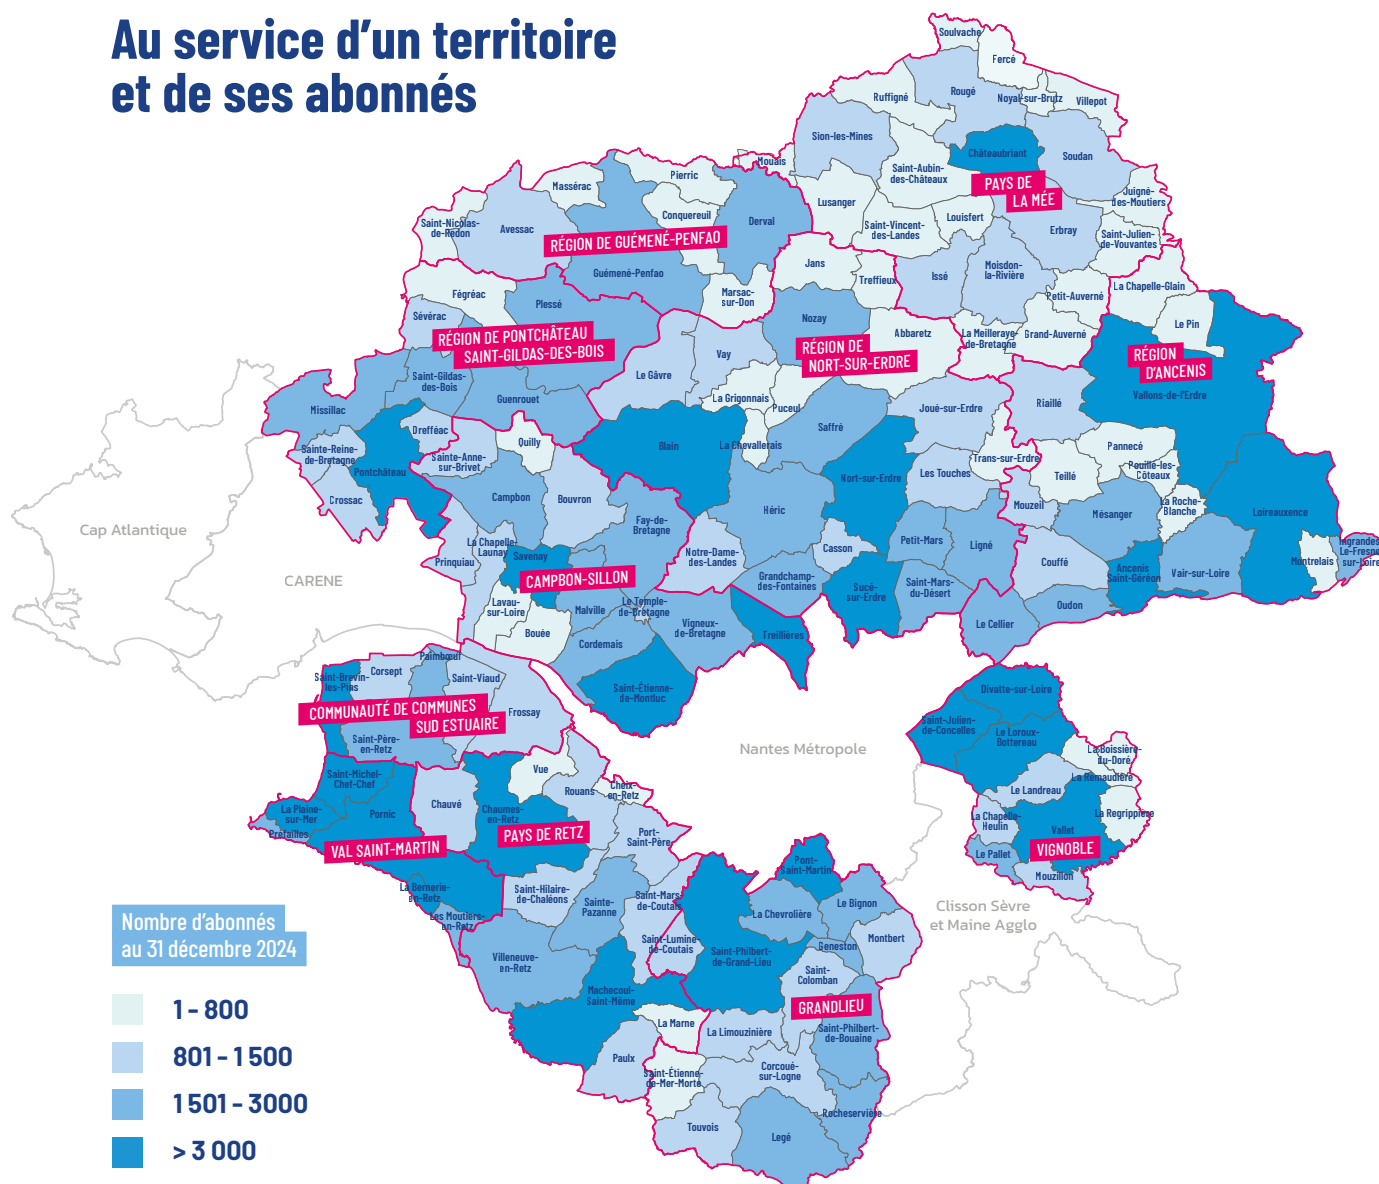 Au service d'un territoire
et de ses abonnés
Soulvache
Fercé
Rougé
Ruffigné
Noyal-sur-Brutz
Villepot
Sion-les-Mines
Châteaubriant
Soudan
Mouais
Saint-Aubin-
des-Châteaux
PAYS DE
LA MÉE
Juigné-
des-Moutiers
Pierric
Massérac
Lusanger
Conquereuil
Derval
Saint-Vincent-
des-Landes
Louisfert
Erbray
Saint-Julien-
de-Vouvantes
Saint-Nicolas-
de-Redon
Avessac
RÉGION DE GUÉMENÉ-PENFAO
Guémené-Penfao
Jans
Treffieux
Issé
Moisdon-
la-Rivière
La Chapelle-Glain
Petit-Auverné
Fégréac
Plessé
Marsac-
sur-Don
Sévérac
Nozay
Abbaretz
La Meilleraye-
de-Bretagne
Grand-Auverné
Le Pin
RÉGION DE PONTCHÂTEAU
SAINT-GILDAS-DES-BOIS
RÉGION DE
NORT-SUR-ERDRE
RÉGION
D'ANCENIS
Vay
Le Gâvre
Saint-Gildas-
des-Bois
Guenrouet
La Grigonnais
Puceul
Joué-sur-Erdre
Riaillé
Vallons-de-l'Erdre
Missillac
Drefféac
Quilly
Blain
La Chevallerais
Saffré
Sainte-Reine-
de-Bretagne
Pontchâteau
Sainte-Anne-
sur-Brivet
Nort-sur-Erdre
Les Touches
Trans-sur-Erdre
Teillé
Pannecé
Pouillé-les-
Côteaux
Crossac
Campbon
Bouvron
Fay-de-
Bretagne
Héric
Mouzeil
Mésanger
La Roche-
Blanche
Loireauxence
Cap Atlantique
CARENE
Prinquiau
La Chapelle-
Launay
Savenay
CAMPBON-SILLON
Notre-Dame-
des-Landes
Casson
Petit-Mars
Ligné
Couffé
Ancenis
Saint-Géréon
Vair-sur-Loire
Montrelais
Ingrandes-
Le-Fresne-
sur-Loire
Grandchamp-
des-Fontaines
Sucé-
sur-Erdre
Saint-Mars-
du-Désert
Oudon
Lavau-
sur-Loire
Malville
Le Temple-
de-Bretagne
Bouée
Cordemais
Vigneux-
de-Bretagne
Treillières
Le Cellier
Paimbœuf
Saint-Brevin-
les-Pins
Corsept
Saint-Viaud
Saint-Étienne-
de-Montluc
Divatte-sur-Loire
COMMUNAUTÉ DE COMMUNES
SUD ESTUAIRE
Frossay
Saint-Julien-
de-Concelles
Le Loroux-
Bottereau
Saint-Père-
en-Retz
Nantes Métropole
La Boissière-
du-Doré
Saint-Michel-
Chef-Chef
Vue
Rouans
Cheix-
en-Retz
La Remaudière
Le Landreau
La Plaine-
sur-Mer
Pornic
Chauvé
Chaumes-
en-Retz
La Chapelle-
Heulin
Vallet
La Regrippière
Préfailles
PAYS DE RETZ
Port-
Saint-Père
VAL SAINT-MARTIN
Le Pallet
VIGNOBLE
Mouzillon
Pont-
Saint-Martin
La Bernerie-
en-Retz
Saint-Hilaire-
de-Chaléons
Sainte-
Pazanne
Saint-Mars-
de-Coutais
La Chevrolière
Le Bignon
Clisson Sèvre
et Maine Agglo
Les Moutiers-
en-Retz
Nombre d'abonnés
au 31 décembre 2024
Saint-Lumine-
de-Coutais
Saint-Philbert-
de-Grand-Lieu
Geneston
Montbert
Villeneuve-
en-Retz
Saint-
Colomban
Machecoul-
Saint-Même
GRANDLIEU
1 - 800
La Marne
La Limouzinière
Saint-Philbert-
de-Bouaine
801 - 1 500
Paulx
Saint-Étienne-
de-Mer-Morte
Corcoué-
sur-Logne
1 501 - 3000
Rocheservière
Touvois
Legé
> 3 000